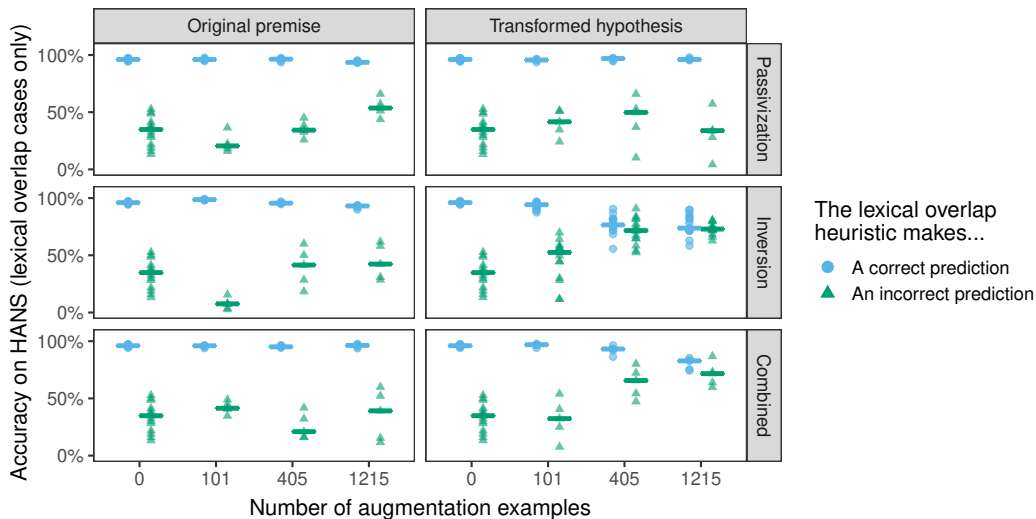 Original premise
Transformed hypothesis
Accuracy on HANS (lexical overlap cases only)
100%
50%
0%
Passivization
100%
50%
0%
Inversion
100%
50%
0%
Combined
0 101 405 1215
0 101 405 1215
Number of augmentation examples
The lexical overlap
heuristic makes...
A correct prediction
An incorrect prediction